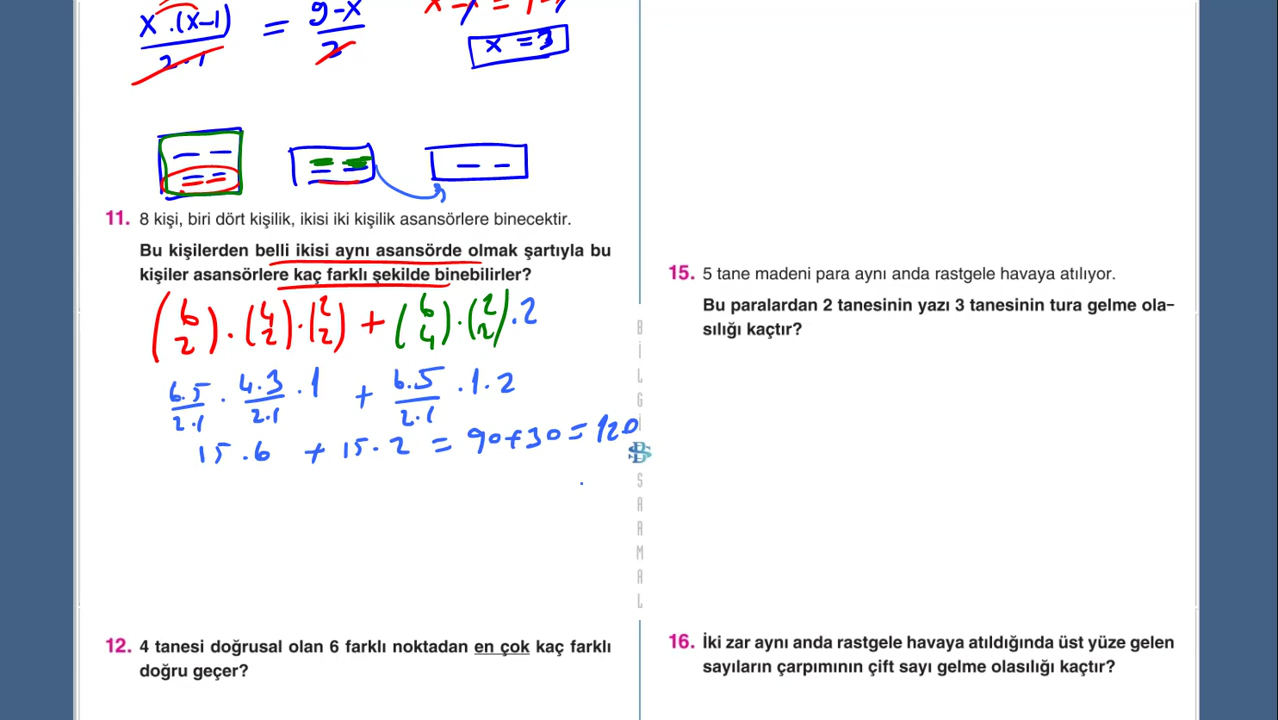 x.(x-1)/2.1 = 9-x/2
x = 3
11. 8 kişi, biri dört kişilik, ikisi iki kişilik asansörlere binecektir.
Bu kişilerden belli ikisi aynı asansörde olmak şartıyla bu
kişiler asansörlere kaç farklı şekilde binebilirler?
(6 2).(4 2).(2 2) + (6 4).(2 2).2
6.5/2.1 . 4.3/2.1 . 1 + 6.5/2.1 . 1.2
15.6 + 15.2 = 90+30 = 120
12. 4 tanesi doğrusal olan 6 farklı noktadan en çok kaç farklı
doğru geçer?
BİLGİ SARMAL
15. 5 tane madeni para aynı anda rastgele havaya atılıyor.
Bu paralardan 2 tanesinin yazı 3 tanesinin tura gelme ola-
sılığı kaçtır?
16. İki zar aynı anda rastgele havaya atıldığında üst yüze gelen
sayıların çarpımının çift sayı gelme olasılığı kaçtır?